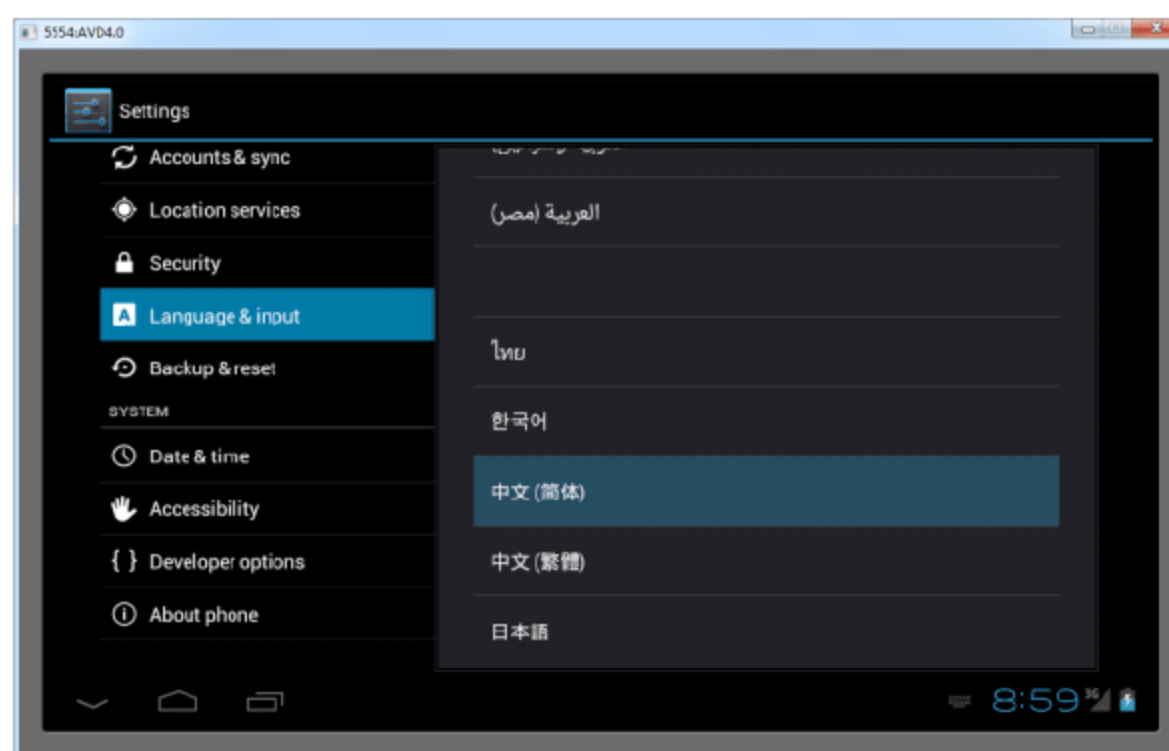 5554:AVD4.0
Settings
Accounts & sync
Location services
Security
Language & input
Backup & reset
SYSTEM
Date & time
Accessibility
Developer options
About phone
العربية (مصر)
ไทย
한국어
中文 (简体)
中文 (繁體)
日本語
8:59
3G